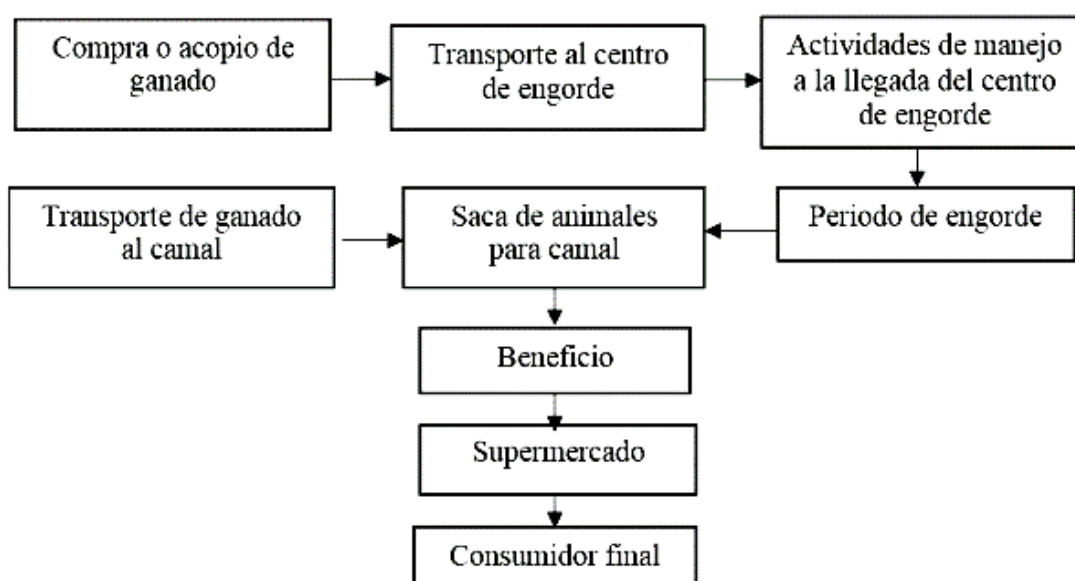 Compra o acopio de
ganado
Transporte al centro
de engorde
Actividades de manejo
a la llegada del centro
de engorde
Transporte de ganado
al camal
Saca de animales
para camal
Periodo de engorde
Beneficio
Supermercado
Consumidor final